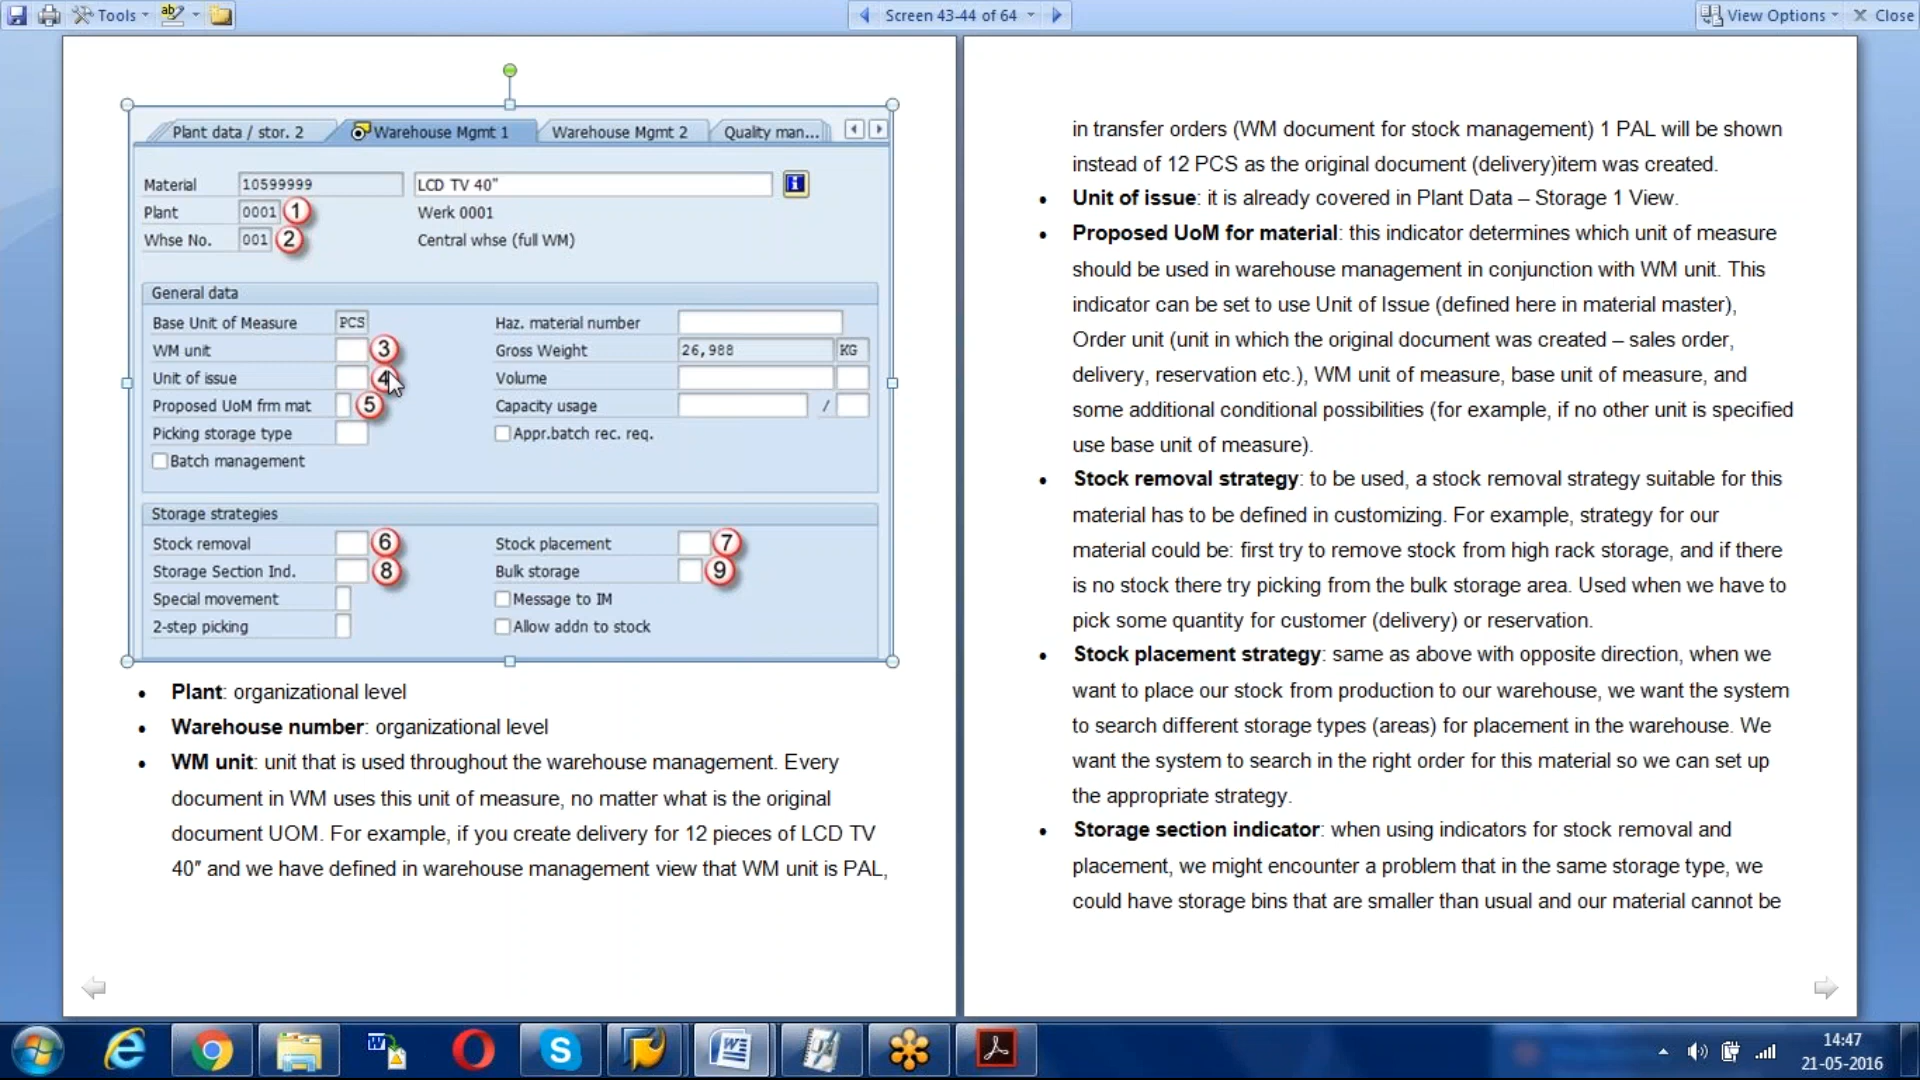 Tools
ab
Screen 43-44 of 64
View Options
Close
Plant data / stor. 2
Warehouse Mgmt 1
Warehouse Mgmt 2
Quality man...
Material 10599999 LCD TV 40"
Plant 0001 1 Werk 0001
Whse No. 001 2 Central whse (full WM)
General data
Base Unit of Measure PCS Haz. material number
WM unit 3 Gross Weight 26,988 KG
Unit of issue 4 Volume
Proposed UoM frm mat 5 Capacity usage /
Picking storage type Appr.batch rec. req.
Batch management
Storage strategies
Stock removal 6 Stock placement 7
Storage Section Ind. 8 Bulk storage 9
Special movement Message to IM
2-step picking Allow addn to stock
• Plant: organizational level
• Warehouse number: organizational level
• WM unit: unit that is used throughout the warehouse management. Every
document in WM uses this unit of measure, no matter what is the original
document UOM. For example, if you create delivery for 12 pieces of LCD TV
40″ and we have defined in warehouse management view that WM unit is PAL,
in transfer orders (WM document for stock management) 1 PAL will be shown
instead of 12 PCS as the original document (delivery)item was created.
• Unit of issue: it is already covered in Plant Data – Storage 1 View.
• Proposed UoM for material: this indicator determines which unit of measure
should be used in warehouse management in conjunction with WM unit. This
indicator can be set to use Unit of Issue (defined here in material master),
Order unit (unit in which the original document was created – sales order,
delivery, reservation etc.), WM unit of measure, base unit of measure, and
some additional conditional possibilities (for example, if no other unit is specified
use base unit of measure).
• Stock removal strategy: to be used, a stock removal strategy suitable for this
material has to be defined in customizing. For example, strategy for our
material could be: first try to remove stock from high rack storage, and if there
is no stock there try picking from the bulk storage area. Used when we have to
pick some quantity for customer (delivery) or reservation.
• Stock placement strategy: same as above with opposite direction, when we
want to place our stock from production to our warehouse, we want the system
to search different storage types (areas) for placement in the warehouse. We
want the system to search in the right order for this material so we can set up
the appropriate strategy.
• Storage section indicator: when using indicators for stock removal and
placement, we might encounter a problem that in the same storage type, we
could have storage bins that are smaller than usual and our material cannot be
14:47
21-05-2016